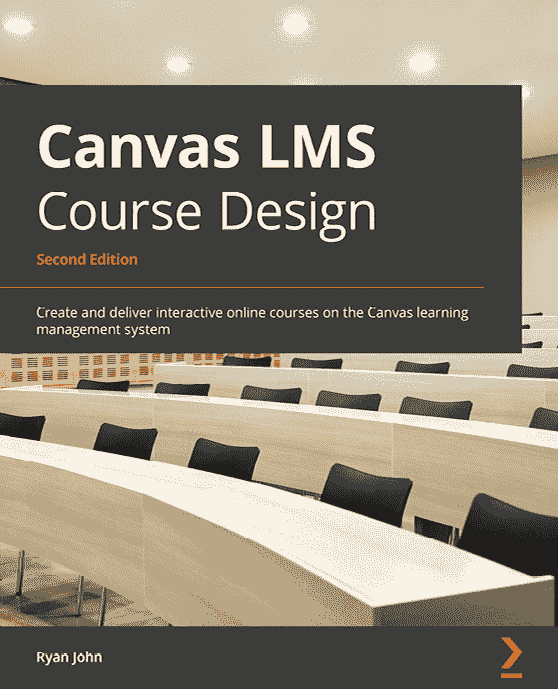 Canvas LMS
Course Design
Second Edition
Create and deliver interactive online courses on the Canvas learning
management system
Ryan John